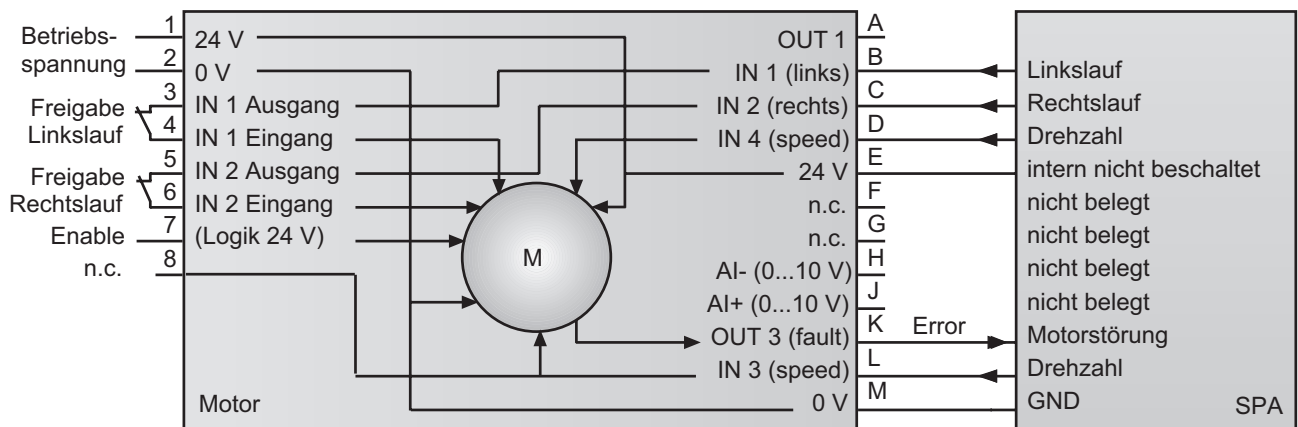 Betriebs-
spannung
1
2
Freigabe
Linkslauf
3
4
Freigabe
Rechtslauf
5
6
Enable
7
n.c.
8
24 V
0 V
IN 1 Ausgang
IN 1 Eingang
IN 2 Ausgang
IN 2 Eingang
(Logik 24 V)
M
Motor
OUT 1
A
IN 1 (links)
B
Linkslauf
IN 2 (rechts)
C
Rechtslauf
IN 4 (speed)
D
Drehzahl
24 V
E
intern nicht beschaltet
n.c.
F
nicht belegt
n.c.
G
nicht belegt
AI- (0...10 V)
H
nicht belegt
AI+ (0...10 V)
J
nicht belegt
OUT 3 (fault)
K
Error
Motorstörung
IN 3 (speed)
L
Drehzahl
0 V
M
GND
SPA